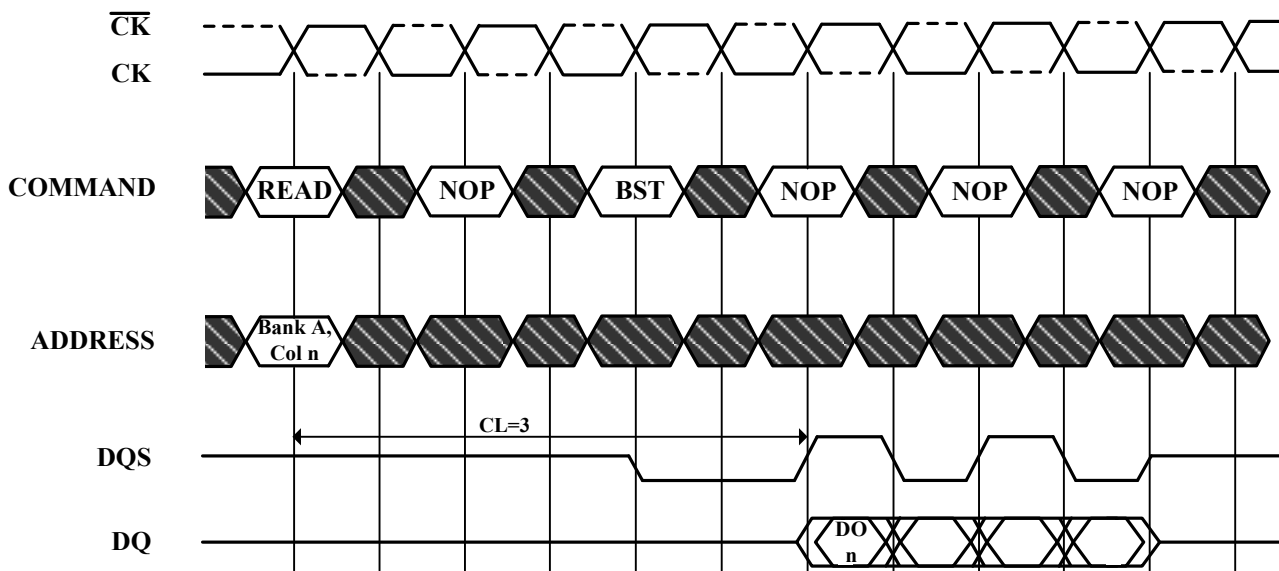 CK
CK
COMMAND READ NOP BST NOP NOP NOP
ADDRESS Bank A,
Col n
CL=3
DQS
DQ DO
n